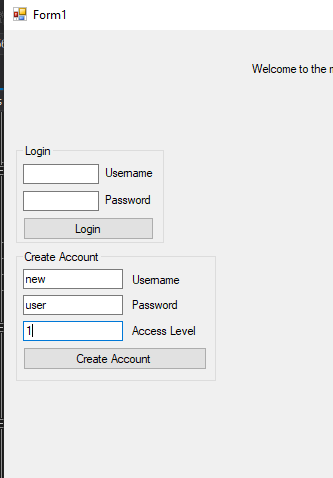 Form1
Welcome to the
Login
Username
Password
Login
Create Account
new Username
user Password
1 Access Level
Create Account